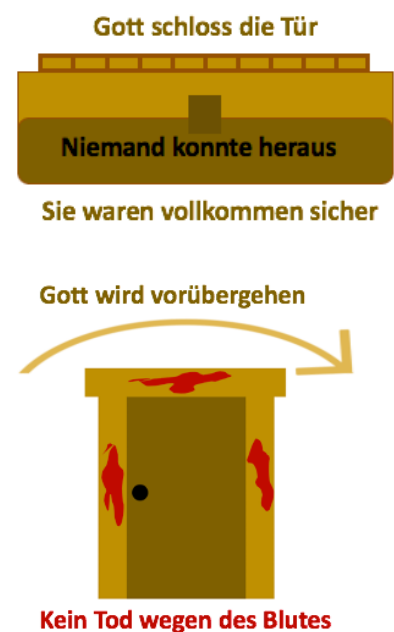 Gott schloss die Tür
Niemand konnte heraus
Sie waren vollkommen sicher
Gott wird vorübergehen
Kein Tod wegen des Blutes